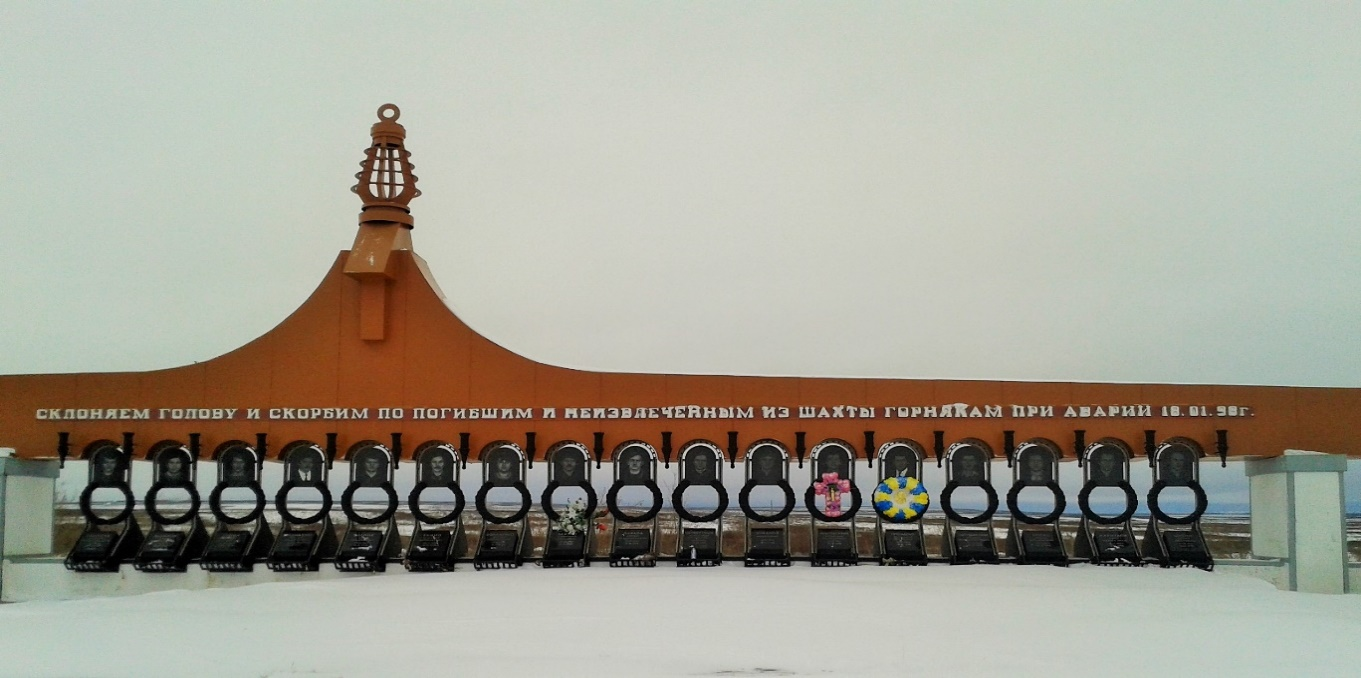 СКЛОНЯЕМ ГОЛОВУ И СКОРБИМ ПО ПОГИБШИМ И НЕИЗВЛЕЧЕННЫМ ИЗ ШАХТЫ ГОРНЯКАМ ПРИ АВАРИИ 18.01.98г.